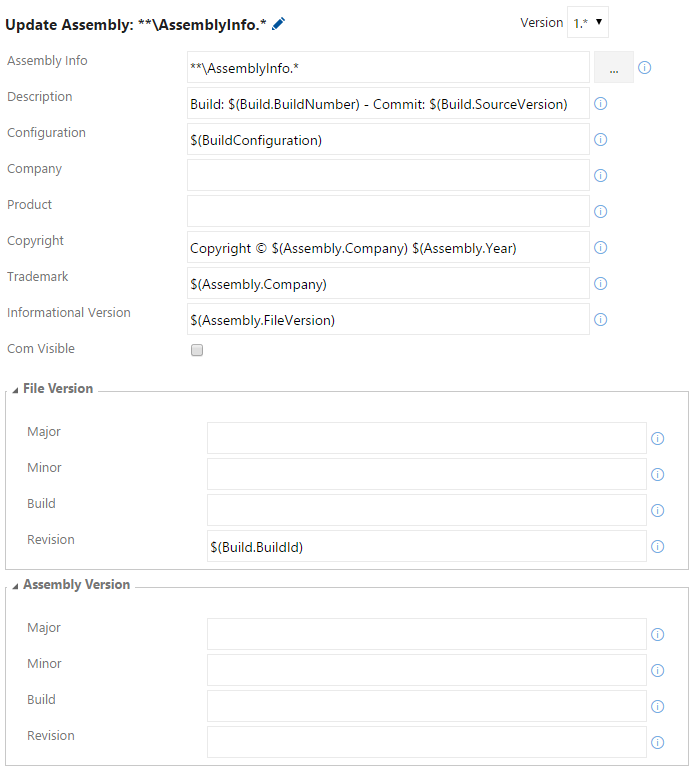 Update Assembly: **\AssemblyInfo.*
Version 1.*
Assembly Info **\AssemblyInfo.* ...
Description Build: $(Build.BuildNumber) - Commit: $(Build.SourceVersion)
Configuration $(BuildConfiguration)
Company
Product
Copyright Copyright © $(Assembly.Company) $(Assembly.Year)
Trademark $(Assembly.Company)
Informational Version $(Assembly.FileVersion)
Com Visible
File Version
Major
Minor
Build
Revision $(Build.BuildId)
Assembly Version
Major
Minor
Build
Revision